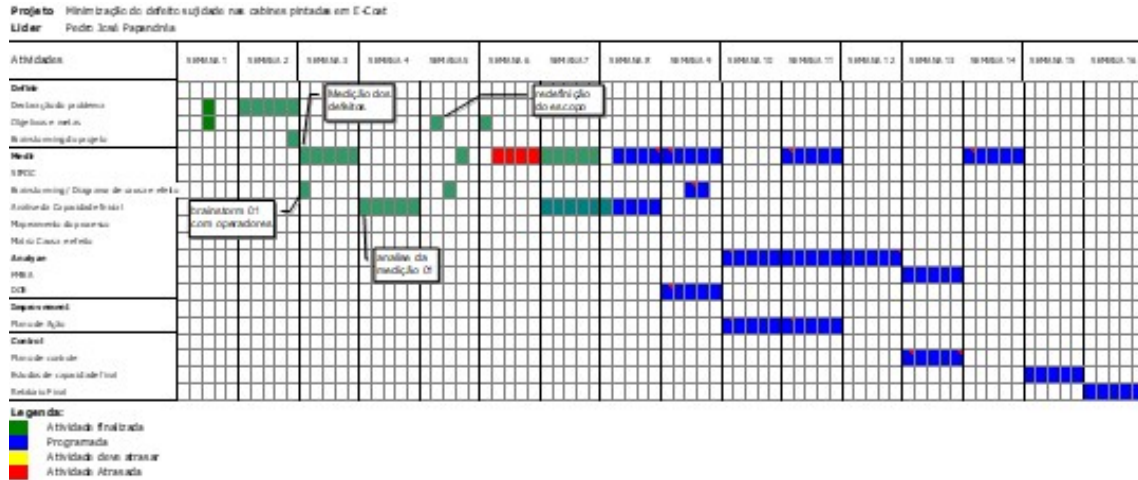 Projeto Minimização do defeito sujidade nas cabines pintadas em E-Coat
Líder Pedro José Papandréa
Atividades SEMANA 1 SEMANA 2 SEMANA 3 SEMANA 4 SEMANA 5 SEMANA 6 SEMANA 7 SEMANA 8 SEMANA 9 SEMANA 10 SEMANA 11 SEMANA 12 SEMANA 13 SEMANA 14 SEMANA 15 SEMANA 16
Definir
Declaração do problema
Objetivos e metas
Brainstorming do projeto
Medição dos
defeitos
redefinição
do escopo
Medir
SIPOC
Brainstorming / Diagrama de causa e efeito
Análise da Capacidade Inicial
Mapeamento do processo
Matriz Causa e efeito
brainstorm 01
com operadores
analise da
medição 01
Analyse
FMEA
DOE
Improvement
Plano de Ação
Control
Plano de controle
Estudos de capacidade final
Relatório Final
Legenda:
Atividade finalizada
Programada
Atividade deve atrasar
Atividade Atrasada